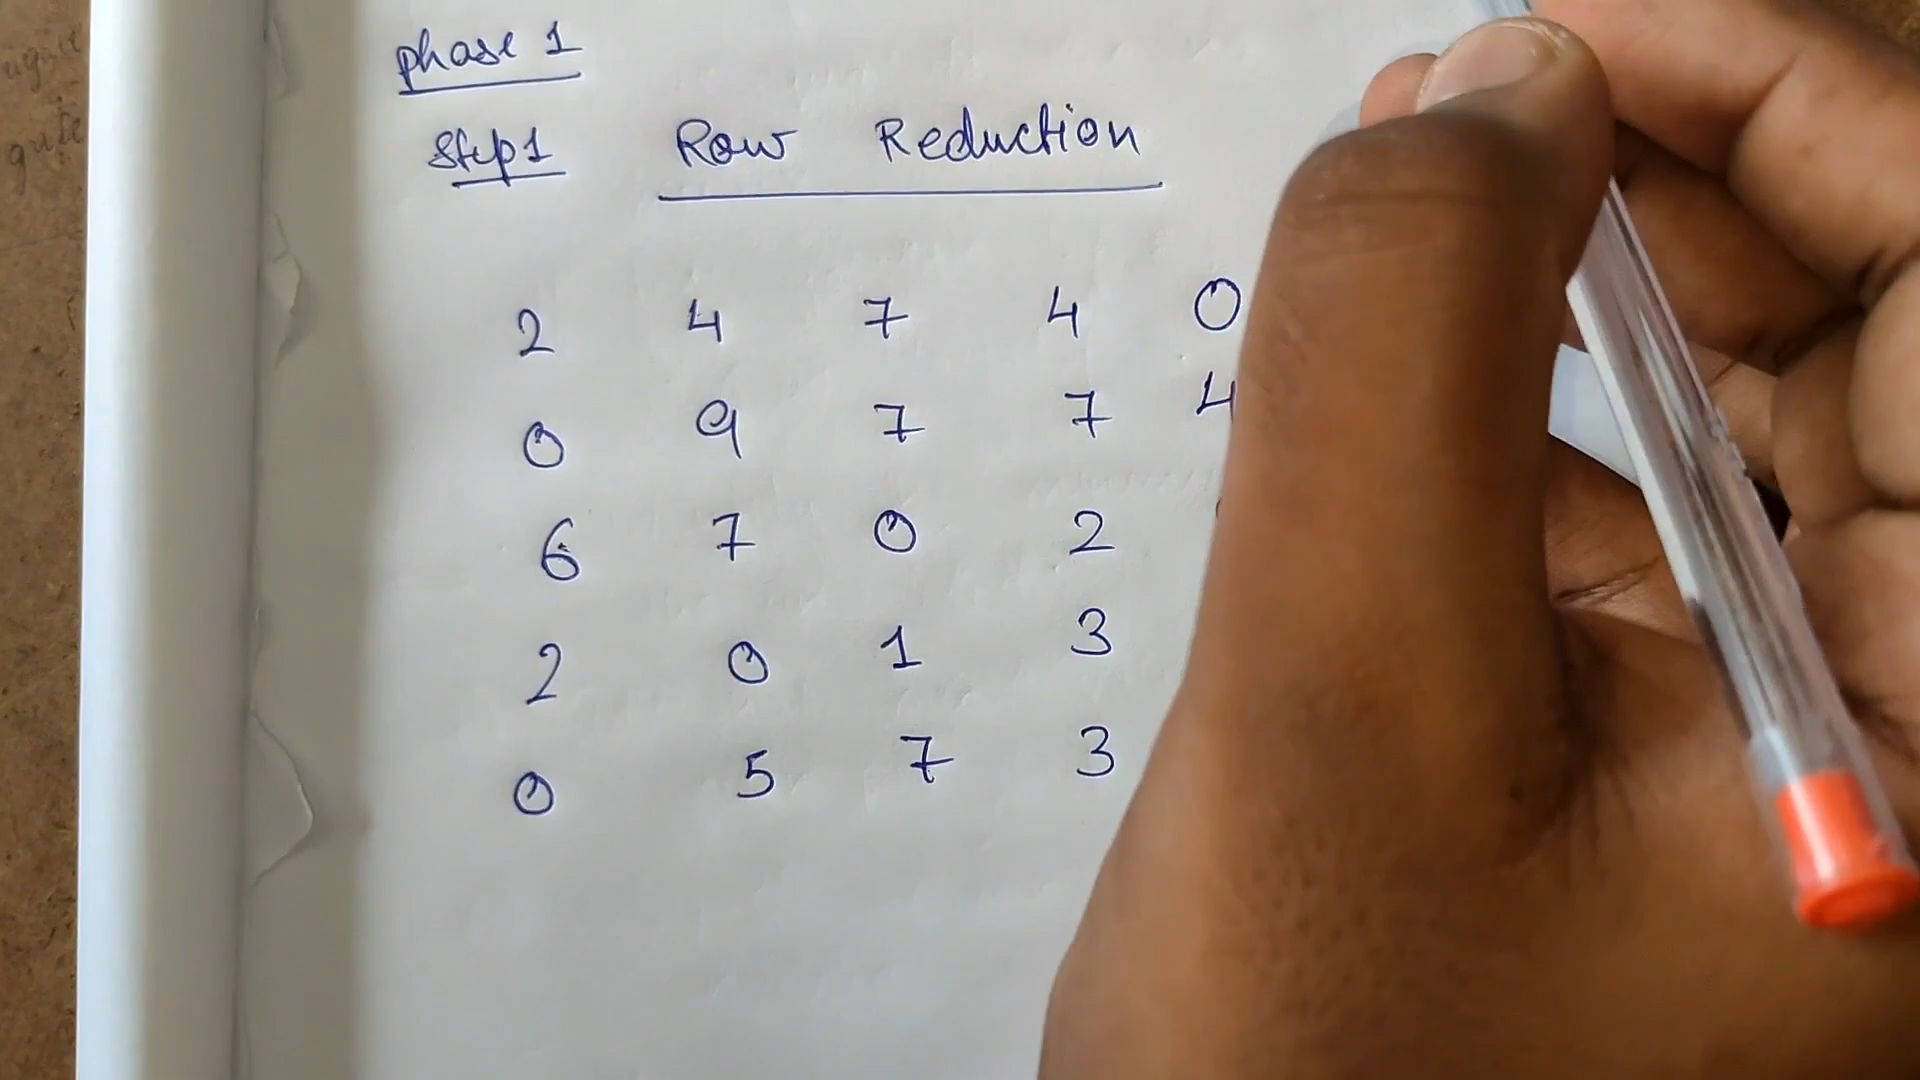 phase 1
Step 1 Row Reduction
2 4 7 4 0
0 9 7 7 4
6 7 0 2
2 0 1 3
0 5 7 3